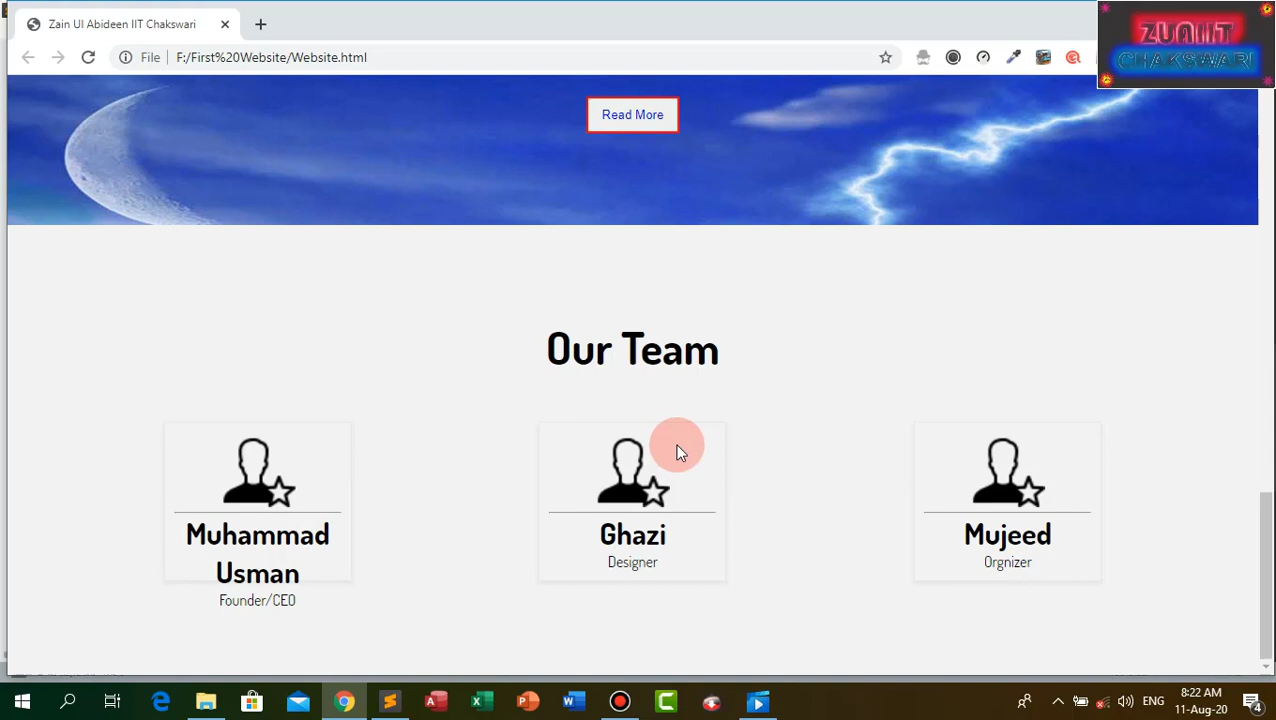 Zain Ul Abideen IIT Chakswari
ZUAIIT
CHAKSWARI
File
F:/First%20Website/Website.html
Read More
Our Team
Muhammad
Usman
Founder/CEO
Ghazi
Designer
Mujeed
Orgnizer
ENG
8:22 AM
11-Aug-20
4